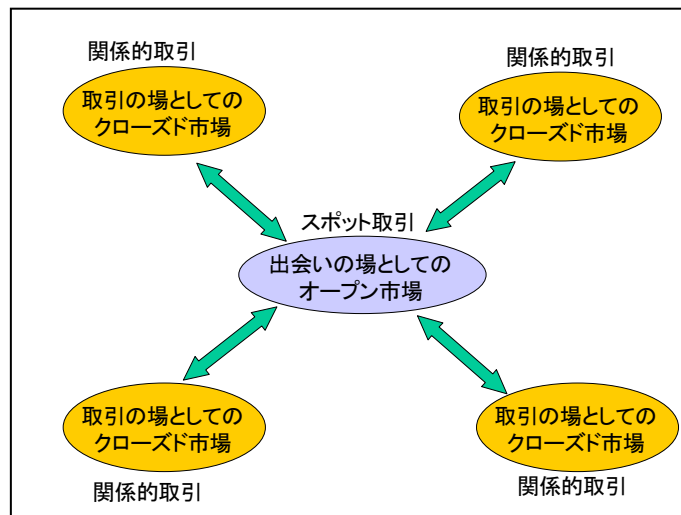 関係的取引
取引の場としての
クローズド市場
関係的取引
取引の場としての
クローズド市場
スポット取引
出会いの場としての
オープン市場
取引の場としての
クローズド市場
関係的取引
取引の場としての
クローズド市場
関係的取引